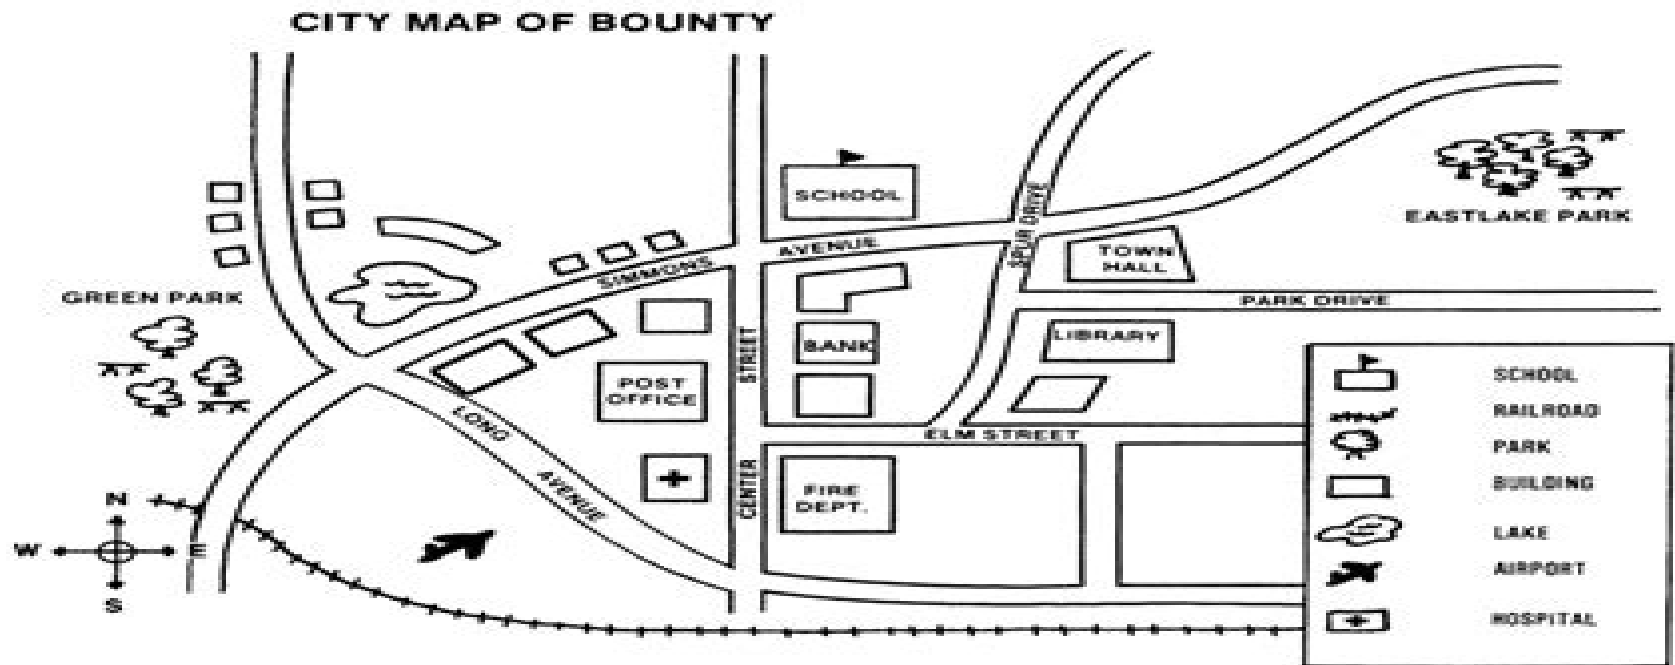 CITY MAP OF BOUNTY
SCHOOL
SPUR DRIVE
EASTLAKE PARK
SIMMONS
AVENUE
TOWN
HALL
GREEN PARK
PARK DRIVE
STREET
BANK
LIBRARY
POST
OFFICE
LONG
AVENUE
ELM STREET
CENTER
FIRE
DEPT.
N
W
E
S
SCHOOL
RAILROAD
PARK
BUILDING
LAKE
AIRPORT
HOSPITAL